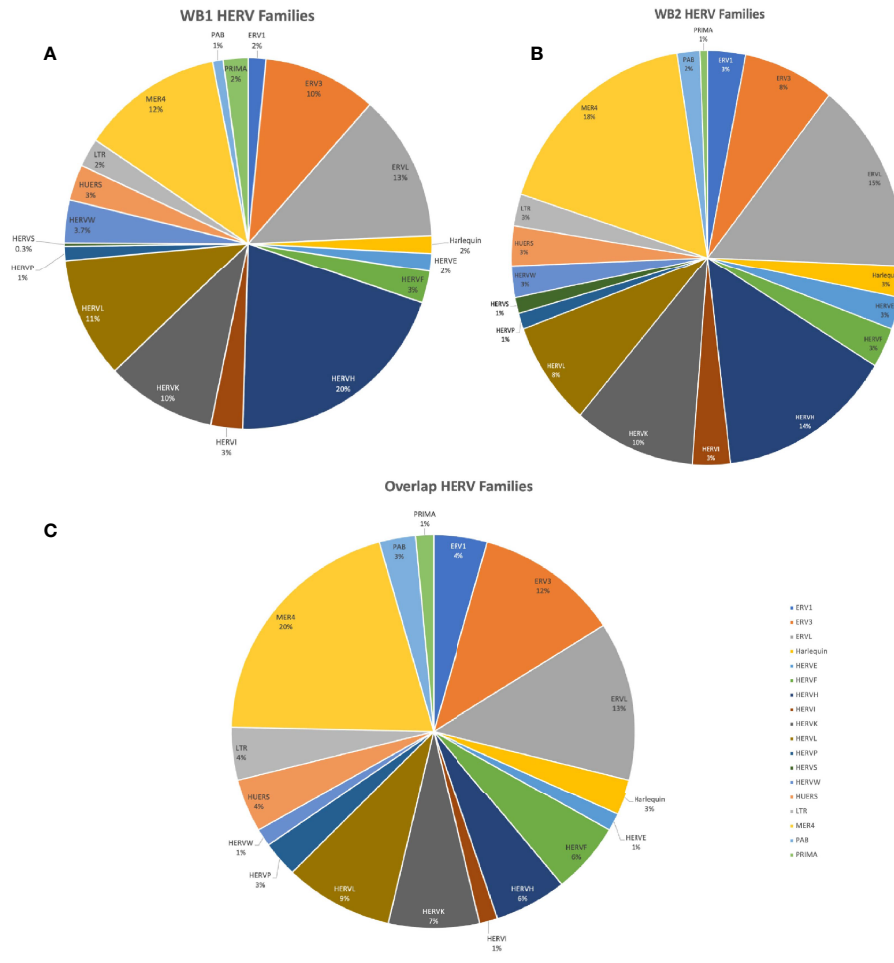 WB1 HERV Families
A
PAB
1%
ERV1
2%
PRIMA
2%
ERV3
10%
ERVL
13%
Harlequin
2%
HERVE
2%
HERVF
3%
HERVH
20%
HERVI
3%
HERVK
10%
HERVL
11%
HERVP
1%
HERVS
0.3%
HERVW
3.7%
HUERS
3%
LTR
2%
MER4
12%
WB2 HERV Families
B
PRIMA
1%
PAB
2%
ERV1
3%
ERV3
8%
ERVL
15%
Harlequin
3%
HERVE
3%
HERVF
3%
HERVH
14%
HERVI
3%
HERVK
10%
HERVL
8%
HERVP
1%
HERVS
1%
HERVW
3%
HUERS
3%
LTR
MER4
18%
Overlap HERV Families
C
PRIMA
1%
PAB
3%
ERV1
4%
ERV3
12%
ERVL
13%
Harlequin
3%
HERVE
1%
HERVF
6%
HERVH
6%
HERVI
1%
HERVK
7%
HERVL
9%
HERVP
3%
HERVW
1%
HUERS
4%
LTR
4%
MER4
20%
ERV1
ERV3
ERVL
Harlequin
HERVE
HERVF
HERVH
HERVI
HERVK
HERVL
HERVP
HERVS
HERVW
HUERS
LTR
MER4
PAB
PRIMA